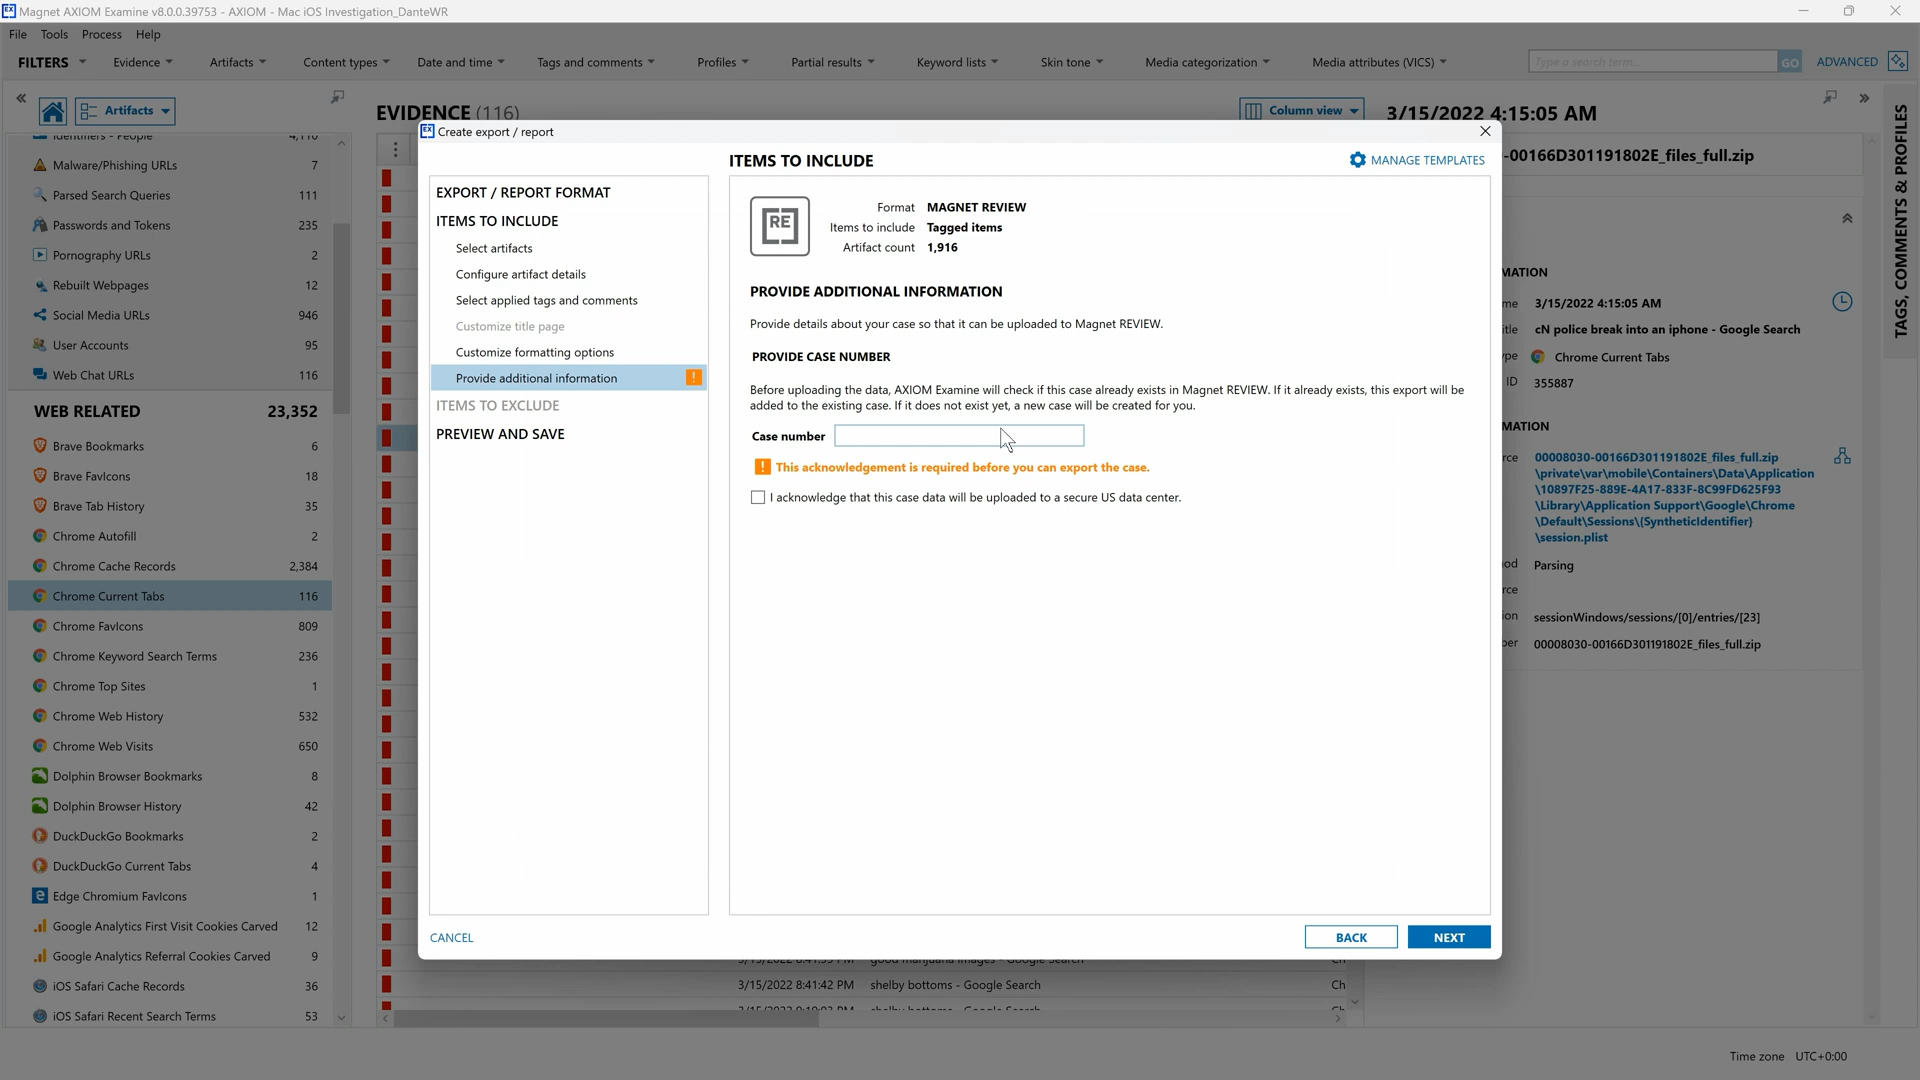 Magnet AXIOM Examine v8.0.0.39753 - AXIOM - Mac iOS Investigation_DanteWR
File Tools Process Help
FILTERS Evidence Artifacts Content types Date and time Tags and comments Profiles Partial results Keyword lists Skin tone Media categorization Media attributes (VICS) Type a search term... GO ADVANCED
Artifacts
EVIDENCE (116)
Column view
3/15/2022 4:15:05 AM
Identifiers - People 4,110
Malware/Phishing URLs 7
Parsed Search Queries 111
Passwords and Tokens 235
Pornography URLs 2
Rebuilt Webpages 12
Social Media URLs 946
User Accounts 95
Web Chat URLs 116
WEB RELATED 23,352
Brave Bookmarks 6
Brave FavIcons 18
Brave Tab History 35
Chrome Autofill 2
Chrome Cache Records 2,384
Chrome Current Tabs 116
Chrome FavIcons 809
Chrome Keyword Search Terms 236
Chrome Top Sites 1
Chrome Web History 532
Chrome Web Visits 650
Dolphin Browser Bookmarks 8
Dolphin Browser History 42
DuckDuckGo Bookmarks 2
DuckDuckGo Current Tabs 4
Edge Chromium FavIcons 1
Google Analytics First Visit Cookies Carved 12
Google Analytics Referral Cookies Carved 9
iOS Safari Cache Records 36
iOS Safari Recent Search Terms 53
EX Create export / report
EXPORT / REPORT FORMAT
ITEMS TO INCLUDE
Select artifacts
Configure artifact details
Select applied tags and comments
Customize title page
Customize formatting options
Provide additional information !
ITEMS TO EXCLUDE
PREVIEW AND SAVE
ITEMS TO INCLUDE
MANAGE TEMPLATES
RE
Format MAGNET REVIEW
Items to include Tagged items
Artifact count 1,916
PROVIDE ADDITIONAL INFORMATION
Provide details about your case so that it can be uploaded to Magnet REVIEW.
PROVIDE CASE NUMBER
Before uploading the data, AXIOM Examine will check if this case already exists in Magnet REVIEW. If it already exists, this export will be
added to the existing case. If it does not exist yet, a new case will be created for you.
Case number
! This acknowledgement is required before you can export the case.
I acknowledge that this case data will be uploaded to a secure US data center.
CANCEL
BACK
NEXT
-00166D301191802E_files_full.zip
MATION
me 3/15/2022 4:15:05 AM
itle cN police break into an iphone - Google Search
ype Chrome Current Tabs
ID 355887
MATION
rce 00008030-00166D301191802E_files_full.zip
\private\var\mobile\Containers\Data\Application
\10897F25-889E-4A17-833F-8C99FD625F93
\Library\Application Support\Google\Chrome
\Default\Sessions\{SyntheticIdentifier}
\session.plist
od Parsing
rce
ion sessionWindows/sessions/[0]/entries/[23]
ber 00008030-00166D301191802E_files_full.zip
TAGS, COMMENTS & PROFILES
3/15/2022 8:41:42 PM shelby bottoms - Google Search Ch
Time zone UTC+0:00